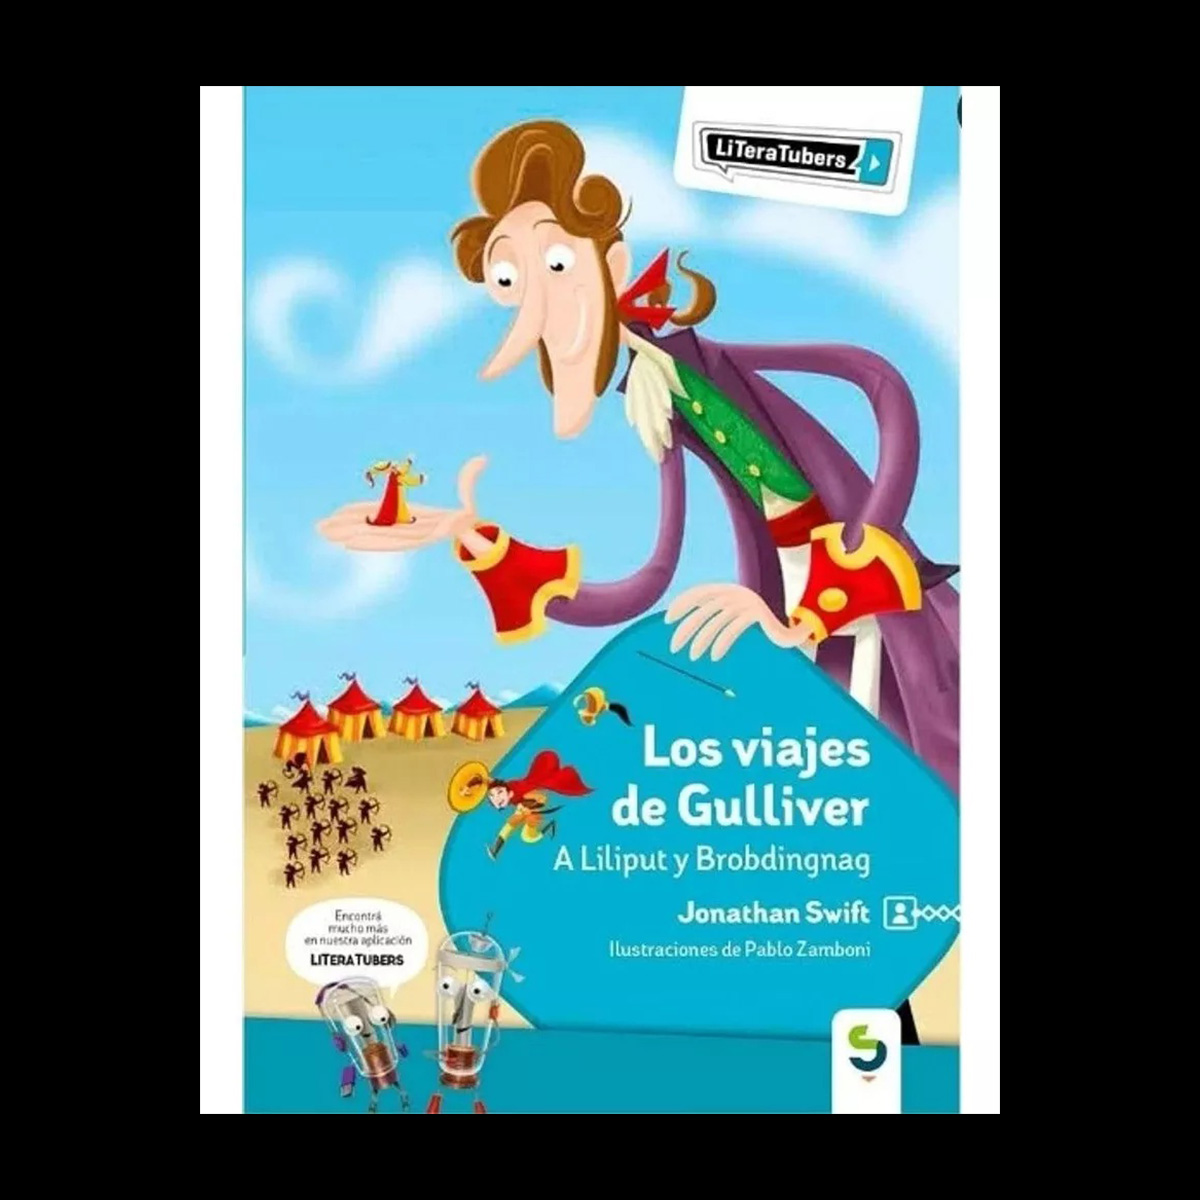 LiTeraTubers
Los viajes
de Gulliver
A Liliput y Brobdingnag
Jonathan Swift
Ilustraciones de Pablo Zamboni
Encontrá
mucho más
en nuestra aplicación
LITERATUBERS